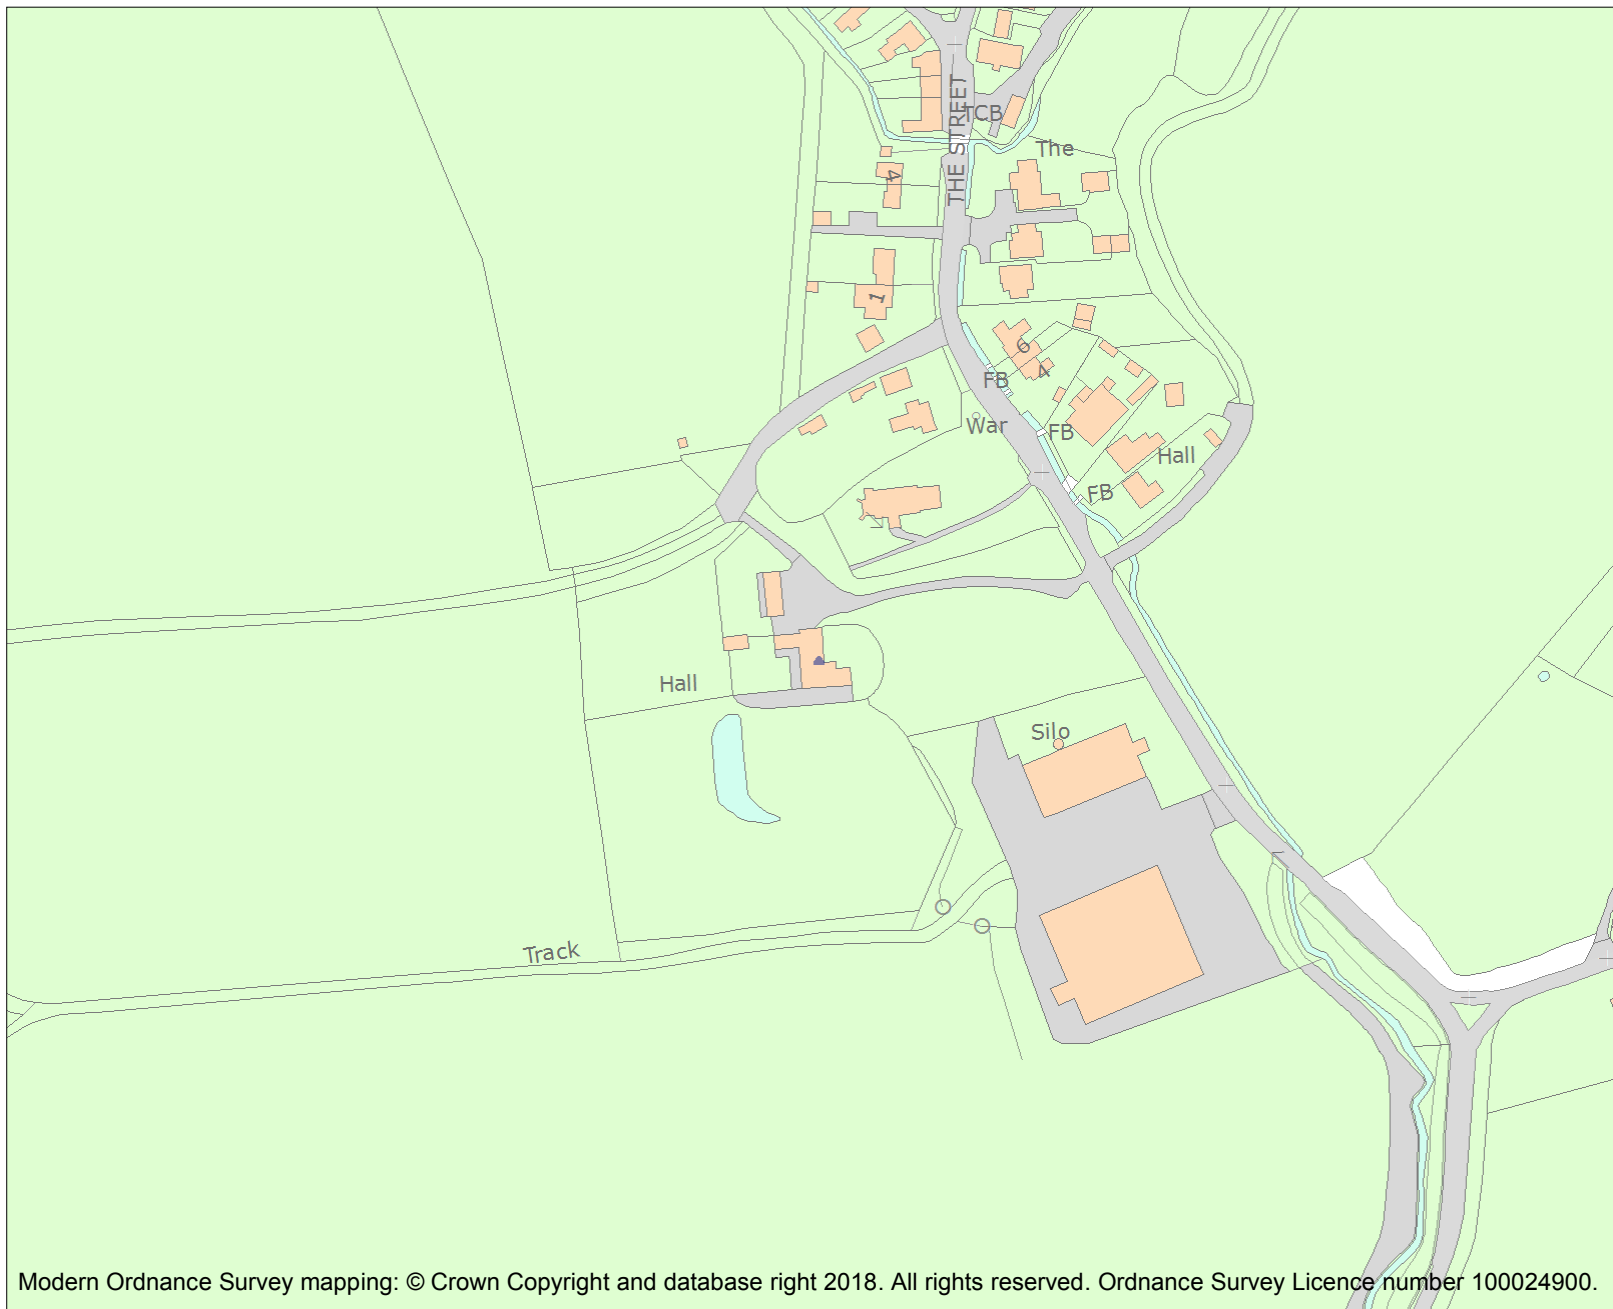 THE STREET
TCB
The
4
1
6
4
FB
War
FB
Hall
FB
Hall
Silo
Track
Modern Ordnance Survey mapping: © Crown Copyright and database right 2018. All rights reserved. Ordnance Survey Licence number 100024900.